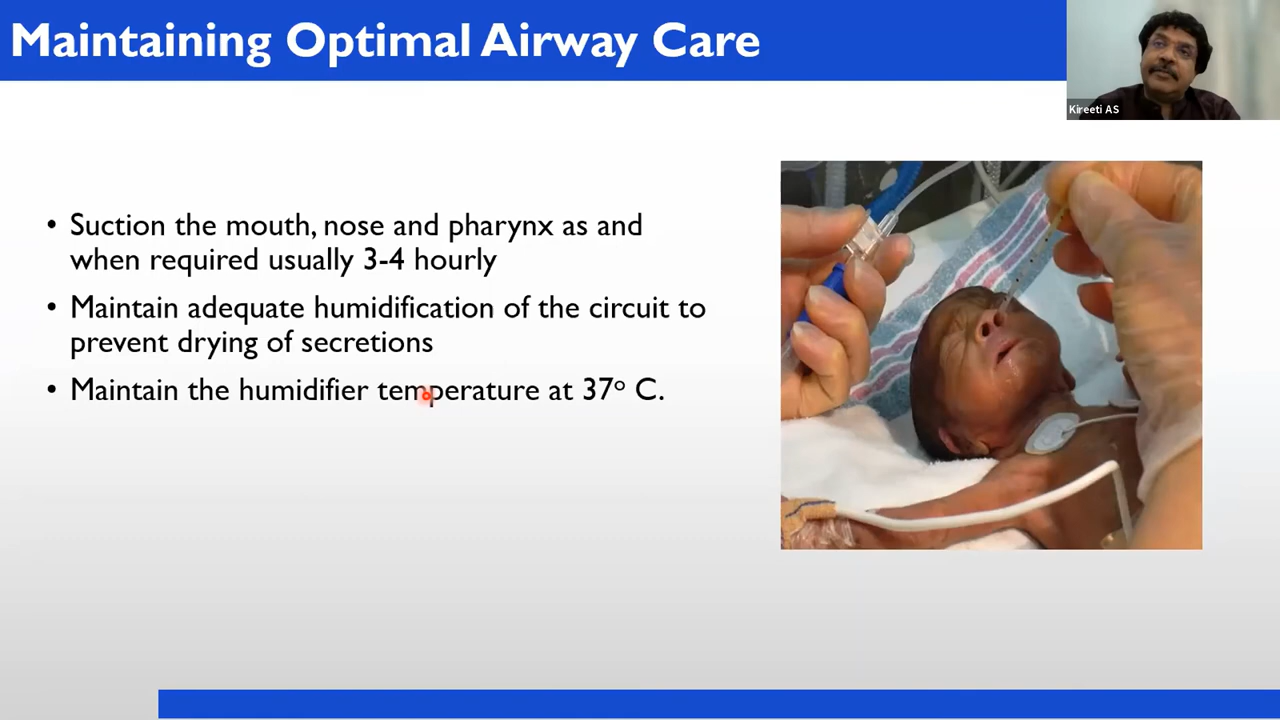 Maintaining Optimal Airway Care
Kireeti AS
• Suction the mouth, nose and pharynx as and
when required usually 3-4 hourly
• Maintain adequate humidification of the circuit to
prevent drying of secretions
• Maintain the humidifier temperature at 37º C.